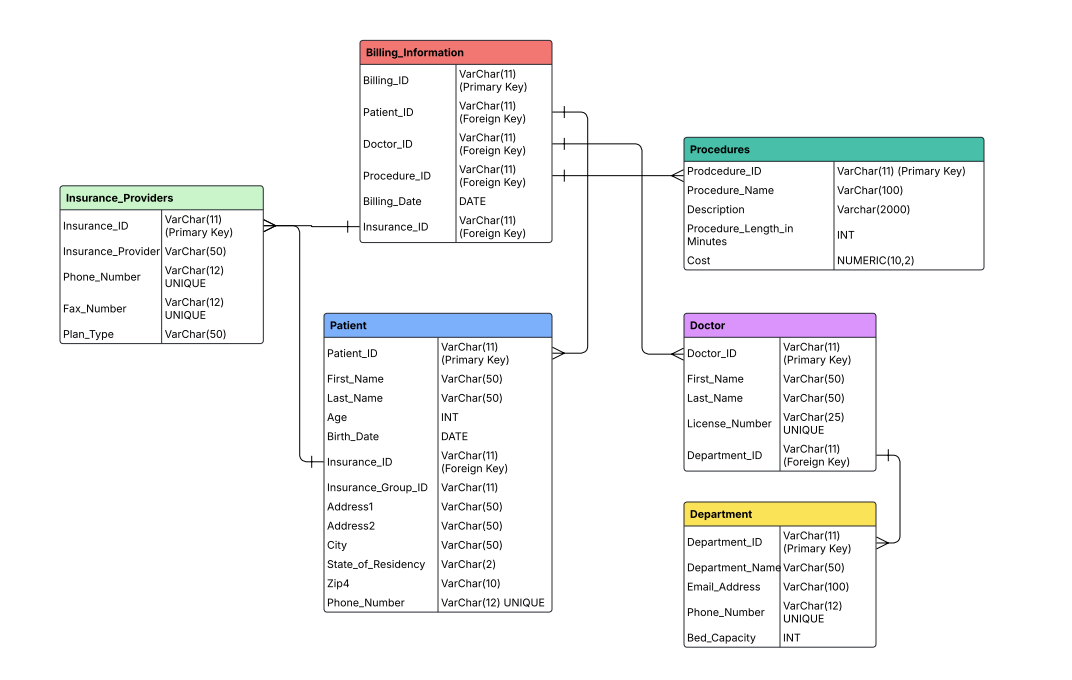 Billing_Information
Billing_ID VarChar(11) (Primary Key)
Patient_ID VarChar(11) (Foreign Key)
Doctor_ID VarChar(11) (Foreign Key)
Procedure_ID VarChar(11) (Foreign Key)
Billing_Date DATE
Insurance_ID VarChar(11) (Foreign Key)
Procedures
Prodcedure_ID VarChar(11) (Primary Key)
Procedure_Name VarChar(100)
Description Varchar(2000)
Procedure_Length_in Minutes INT
Cost NUMERIC(10,2)
Insurance_Providers
Insurance_ID VarChar(11) (Primary Key)
Insurance_Provider VarChar(50)
Phone_Number VarChar(12) UNIQUE
Fax_Number VarChar(12) UNIQUE
Plan_Type VarChar(50)
Patient
Patient_ID VarChar(11) (Primary Key)
First_Name VarChar(50)
Last_Name VarChar(50)
Age INT
Birth_Date DATE
Insurance_ID VarChar(11) (Foreign Key)
Insurance_Group_ID VarChar(11)
Address1 VarChar(50)
Address2 VarChar(50)
City VarChar(50)
State_of_Residency VarChar(2)
Zip4 VarChar(10)
Phone_Number VarChar(12) UNIQUE
Doctor
Doctor_ID VarChar(11) (Primary Key)
First_Name VarChar(50)
Last_Name VarChar(50)
License_Number VarChar(25) UNIQUE
Department_ID VarChar(11) (Foreign Key)
Department
Department_ID VarChar(11) (Primary Key)
Department_Name VarChar(50)
Email_Address VarChar(100)
Phone_Number VarChar(12) UNIQUE
Bed_Capacity INT